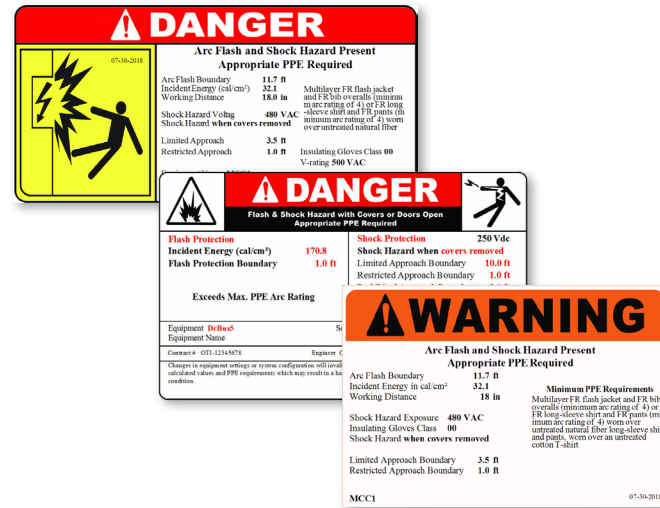 DANGER
07-30-2018
Arc Flash and Shock Hazard Present
Appropriate PPE Required
Arc Flash Boundary 11.7 ft
Incident Energy (cal/cm²) 32.1
Working Distance 18.0 in
Multilayer FR flash jacket
and FR bib overalls (minimu
m arc rating of 4) or FR long
-sleeve shirt and FR pants (m
inimum arc rating of 4) worn
over untreated natural fiber
Shock Hazard Voltag 480 VAC
Shock Hazard when covers removed
Limited Approach 3.5 ft
Restricted Approach 1.0 ft
Insulating Gloves Class 00
V-rating 500 VAC
DANGER
Flash & Shock Hazard with Covers or Doors Open
Appropriate PPE Required
Flash Protection
Incident Energy (cal/cm²) 170.8
Flash Protection Boundary 1.0 ft
Exceeds Max. PPE Arc Rating
Shock Protection 250 Vdc
Shock Hazard when covers removed
Limited Approach Boundary 10.0 ft
Restricted Approach Boundary 1.0 ft
Equipment DcBus5
Equipment Name
Contract # OTI-12345678 Engineer
Changes in equipment settings or system configuration will
calculated values and PPE requirements which may result in a
condition.
WARNING
Arc Flash and Shock Hazard Present
Appropriate PPE Required
Arc Flash Boundary 11.7 ft
Incident Energy in cal/cm² 32.1
Working Distance 18 in
Shock Hazard Exposure 480 VAC
Insulating Gloves Class 00
Shock Hazard when covers removed
Limited Approach Boundary 3.5 ft
Restricted Approach Boundary 1.0 ft
Minimum PPE Requirements
Multilayer FR flash jacket and FR bib
overalls (minimum arc rating of 4) or
FR long-sleeve shirt and FR pants (mi
imum arc rating of 4) worn over
untreated natural fiber long-sleeve shi
and pants, worn over an untreated
cotton T-shirt
MCC1
07-30-2018